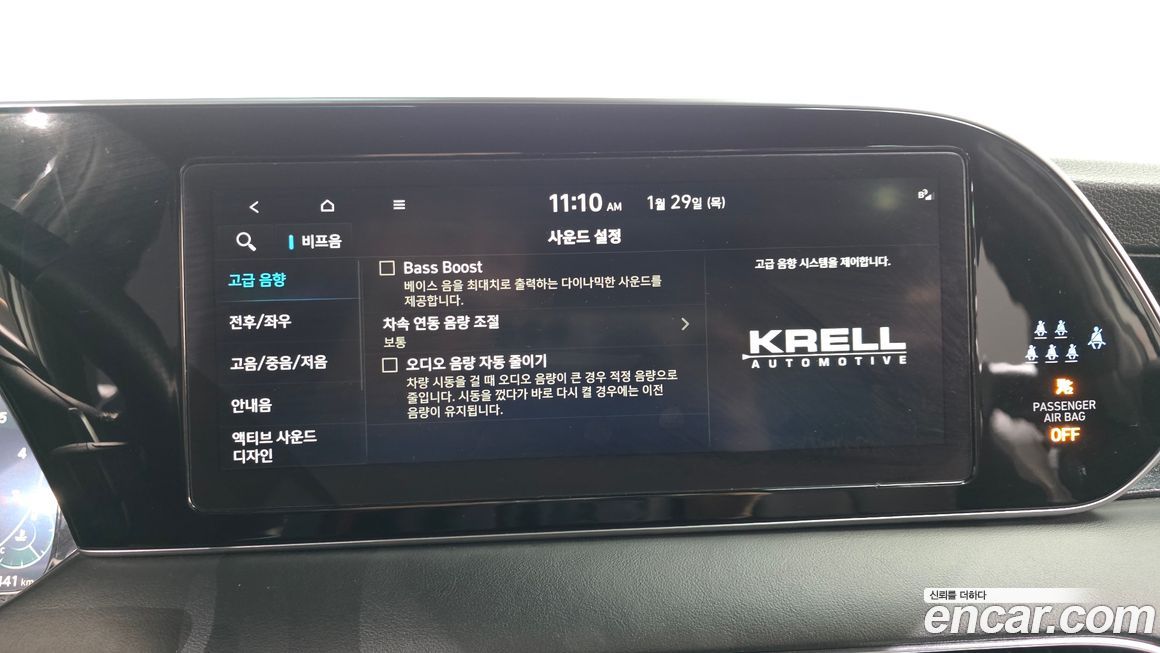 11:10 AM 1월 29일 (목)
비프음
사운드 설정
고급 음향
전후/좌우
고음/중음/저음
안내음
액티브 사운드
디자인
Bass Boost
베이스 음을 최대치로 출력하는 다이나믹한 사운드를
제공합니다.
차속 연동 음량 조절
보통
오디오 음량 자동 줄이기
차량 시동을 걸 때 오디오 음량이 큰 경우 적정 음량으로
줄입니다. 시동을 껐다가 바로 다시 켤 경우에는 이전
음량이 유지됩니다.
고급 음향 시스템을 제어합니다.
KRELL
AUTOMOTIVE
PASSENGER
AIR BAG
OFF
5
4
3
441 km
신뢰를 더하다
encar.com